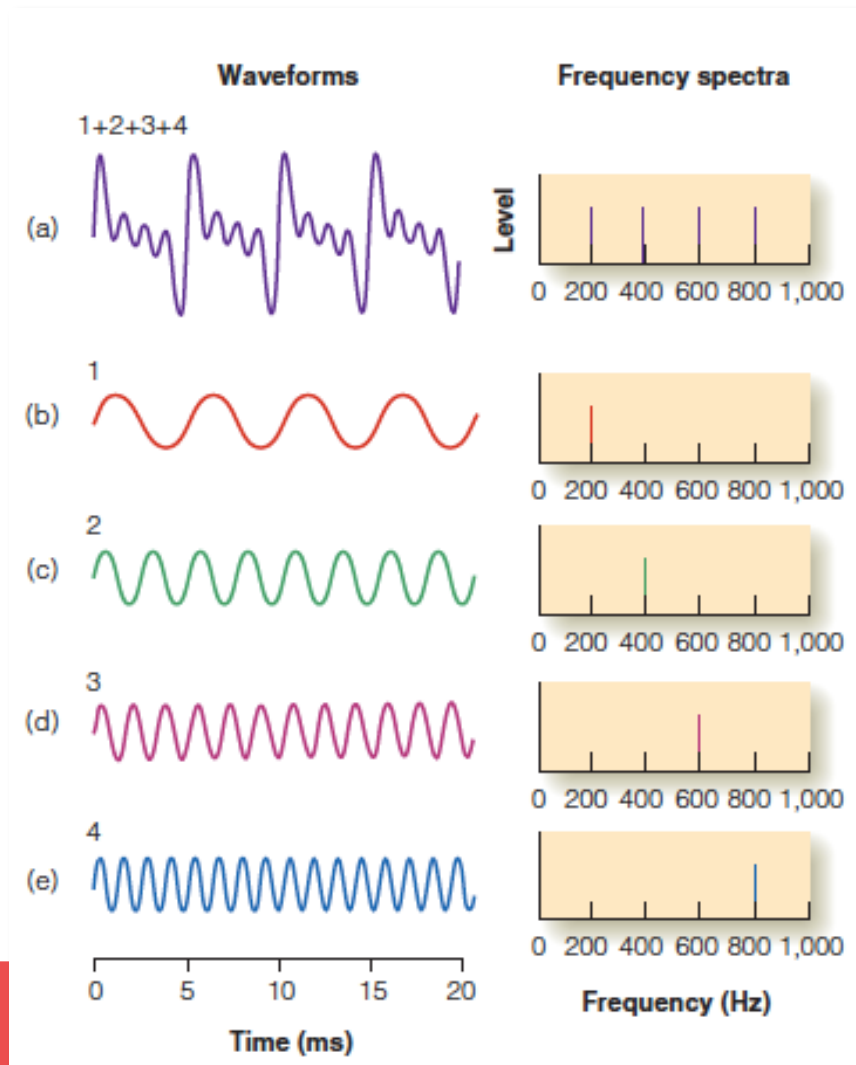 Waveforms
Frequency spectra
1+2+3+4
(a)
Level
0 200 400 600 800 1,000
1
(b)
0 200 400 600 800 1,000
2
(c)
0 200 400 600 800 1,000
3
(d)
0 200 400 600 800 1,000
4
(e)
0 200 400 600 800 1,000
0 5 10 15 20
Time (ms)
Frequency (Hz)